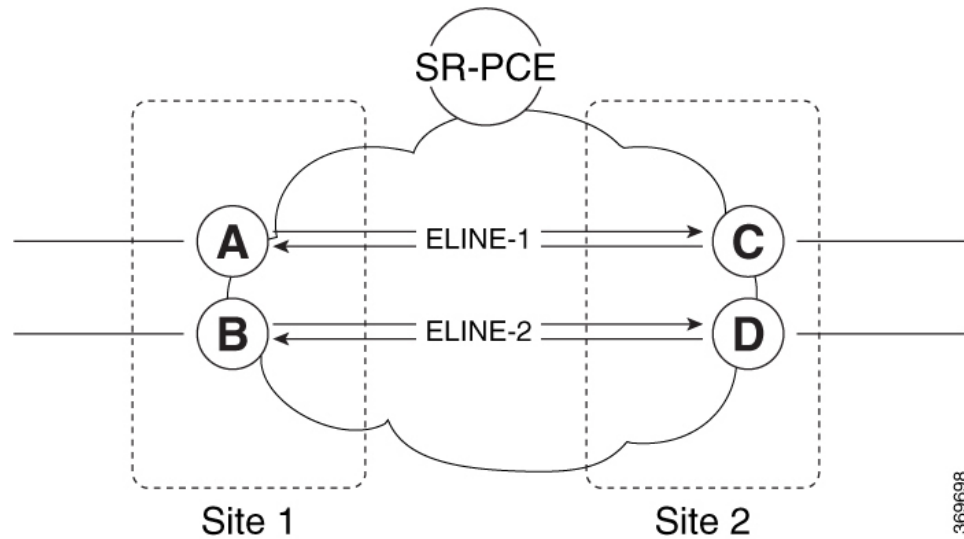 SR-PCE
A
ELINE-1
C
B
ELINE-2
D
Site 1
Site 2
369698